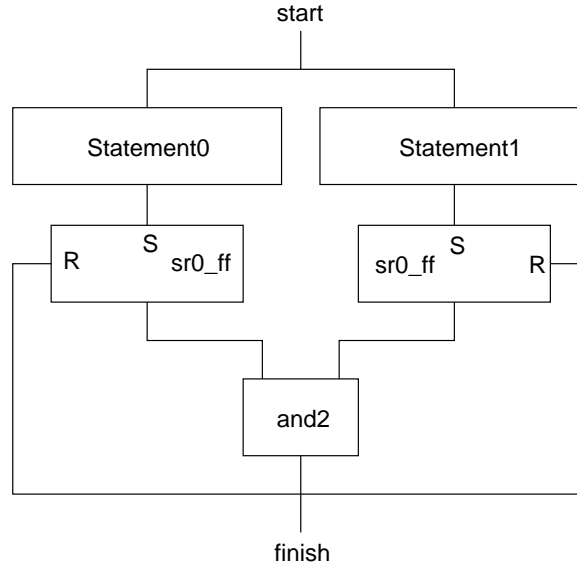 start
Statement0
Statement1
S
R
sr0_ff
S
sr0_ff
R
and2
finish